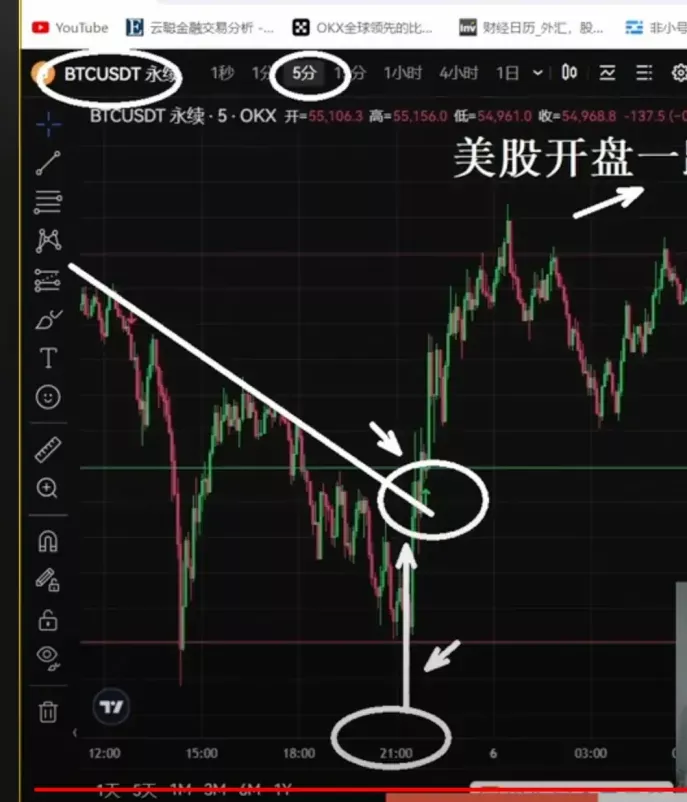 YouTube 云聪金融交易分析 -... OKX全球领先的比... 财经日历_外汇，股... 非小号
BTCUSDT 永续 1秒 1分 5分 分 1小时 4小时 1日
BTCUSDT 永续 · 5 · OKX 开=55,106.3 高=55,156.0 低=54,961.0 收=54,968.8 -137.5
美股开盘一
12:00 15:00 18:00 21:00 6 03:00
1天 5天 1M 3M 6M 1Y